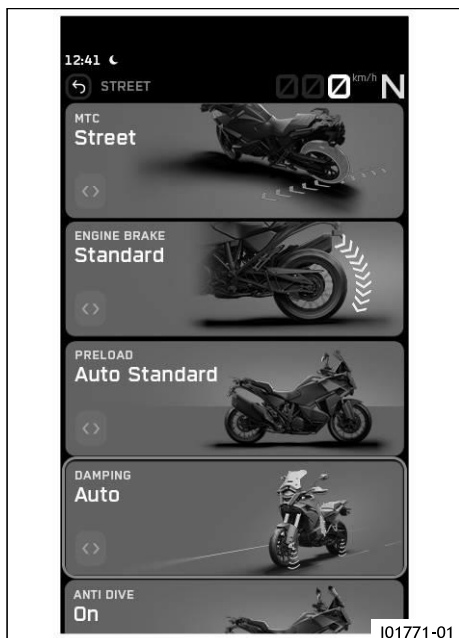 12:41
STREET
000 km/h N
MTC
Street
ENGINE BRAKE
Standard
PRELOAD
Auto Standard
DAMPING
Auto
ANTI DIVE
On
I01771-01